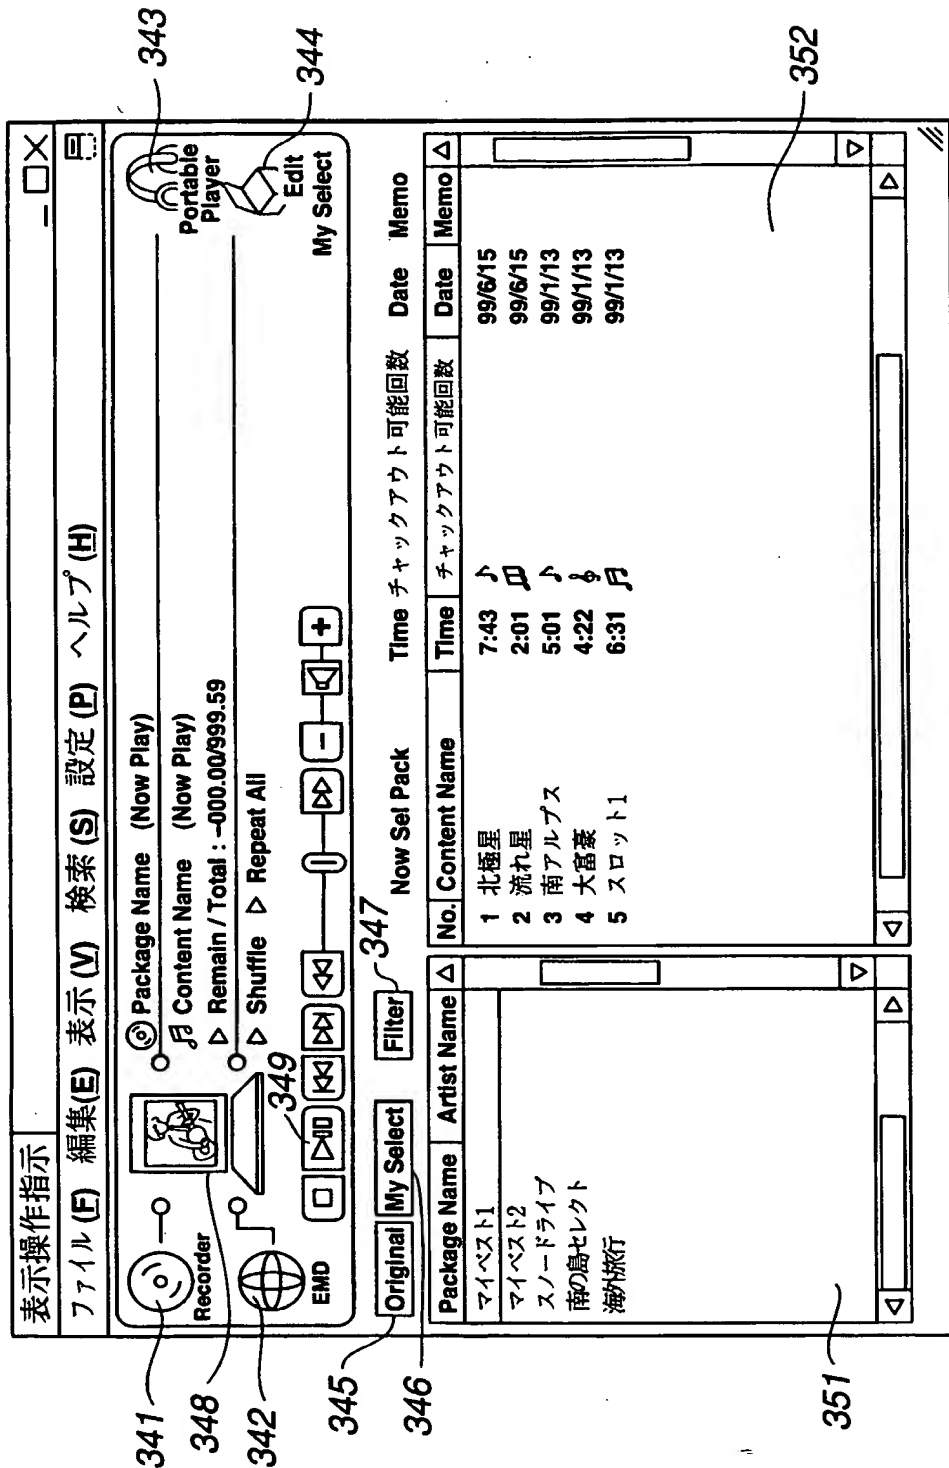 表示操作指示
ファイル (F) 編集(E) 表示 (V) 検索 (S) 設定 (P) ヘルプ (H)
341
348
342
345
346
343
344
Recorder
EMD
Package Name (Now Play)
Content Name (Now Play)
Remain / Total : –000.00/999.59
Shuffle ▷ Repeat All
349
Portable
Player
Edit
My Select
Original My Select Filter 347
Now Sel Pack Time チャックアウト可能回数 Date Memo
Package Name Artist Name
マイベスト1
マイベスト2
スノードライブ
南の島セレクト
海外旅行
351
No. Content Name Time チャックアウト可能回数 Date Memo
1 北極星 7:43 ♪ 99/6/15
2 流れ星 2:01 99/6/15
3 南アルプス 5:01 ♪ 99/1/13
4 大富豪 4:22 99/1/13
5 スロット1 6:31 ♬ 99/1/13
352